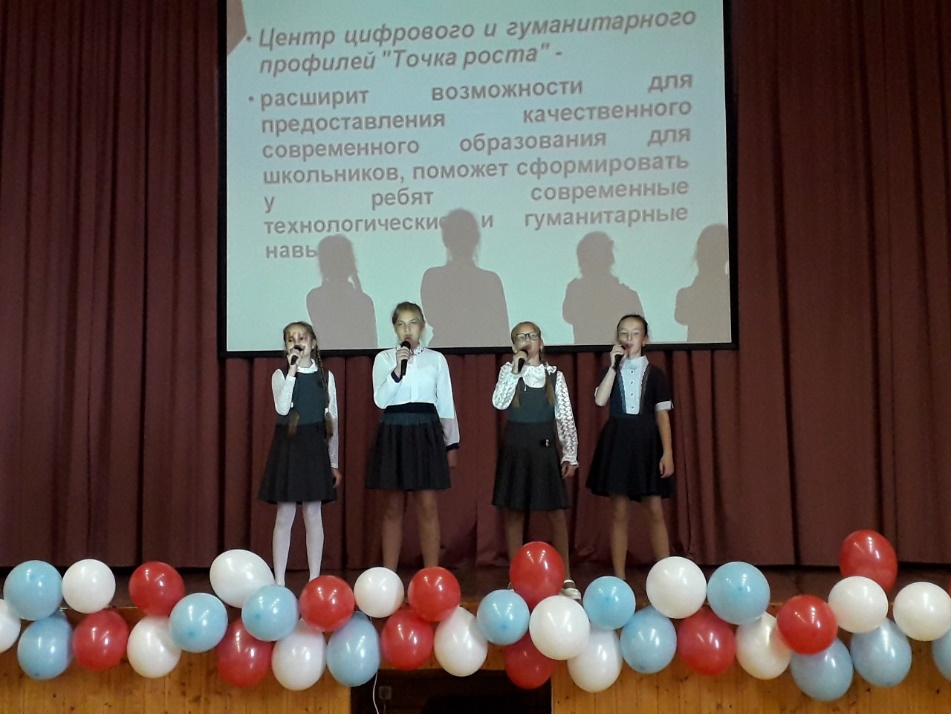 • Центр цифрового и гуманитарного
профилей "Точка роста" -
• расширит возможности для
предоставления качественного
современного образования для
школьников, поможет сформировать
у ребят современные
технологические и гуманитарные